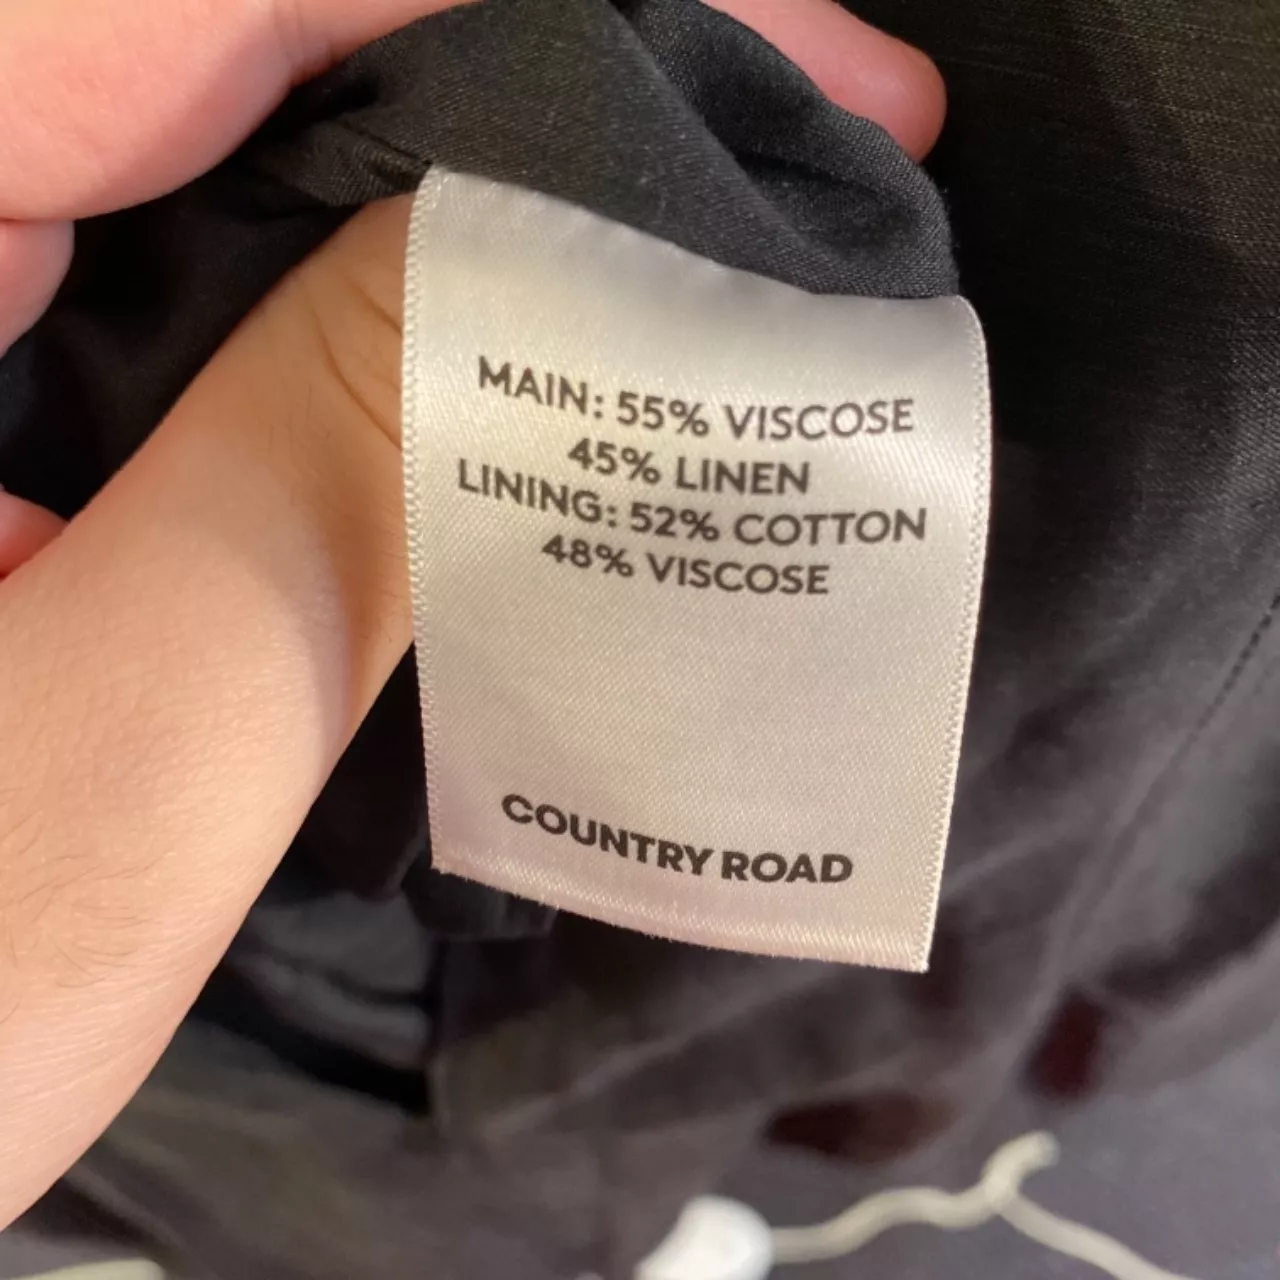 MAIN: 55% VISCOSE
45% LINEN
LINING: 52% COTTON
48% VISCOSE
COUNTRY ROAD